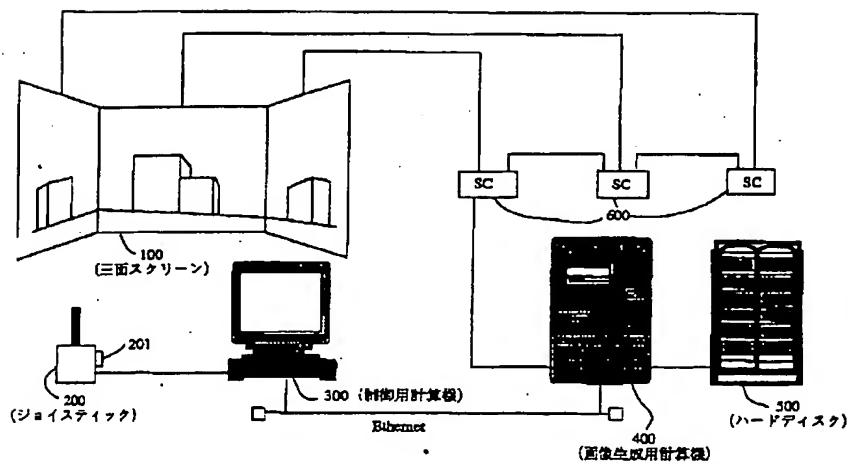 SC
SC
SC
600
100
(三面スクリーン)
201
200
(ジョイスティック)
300 (制御用計算機)
Ethernet
400
(画像生成用計算機)
500
(ハードディスク)